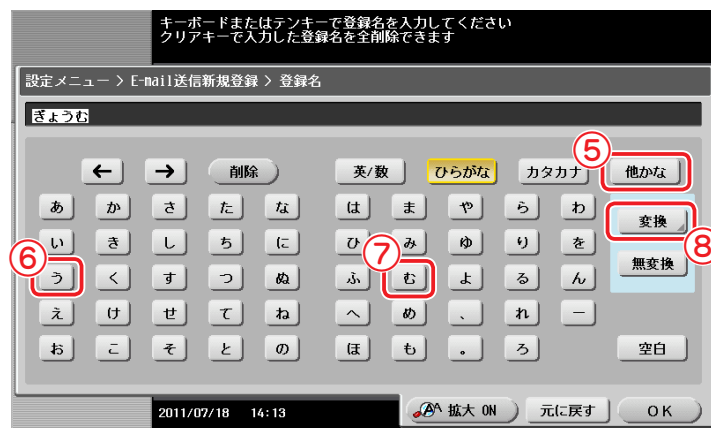 キーボードまたはテンキーで登録名を入力してください
クリアキーで入力した登録名を全削除できます
設定メニュー > E-mail送信新規登録 > 登録名
ぎょうむ
← → 削除 英/数 ひらがな カタカナ ⑤ 他かな
あ か さ た な は ま や ら わ 変換
い き し ち に ひ み ゆ り を ⑧
⑥ う く す つ ぬ ふ ⑦ む よ る ん 無変換
え け せ て ね へ め 、 れ ー
お こ そ と の ほ も 。 ろ 空白
2011/07/18 14:13 AA 拡大 ON 元に戻す OK